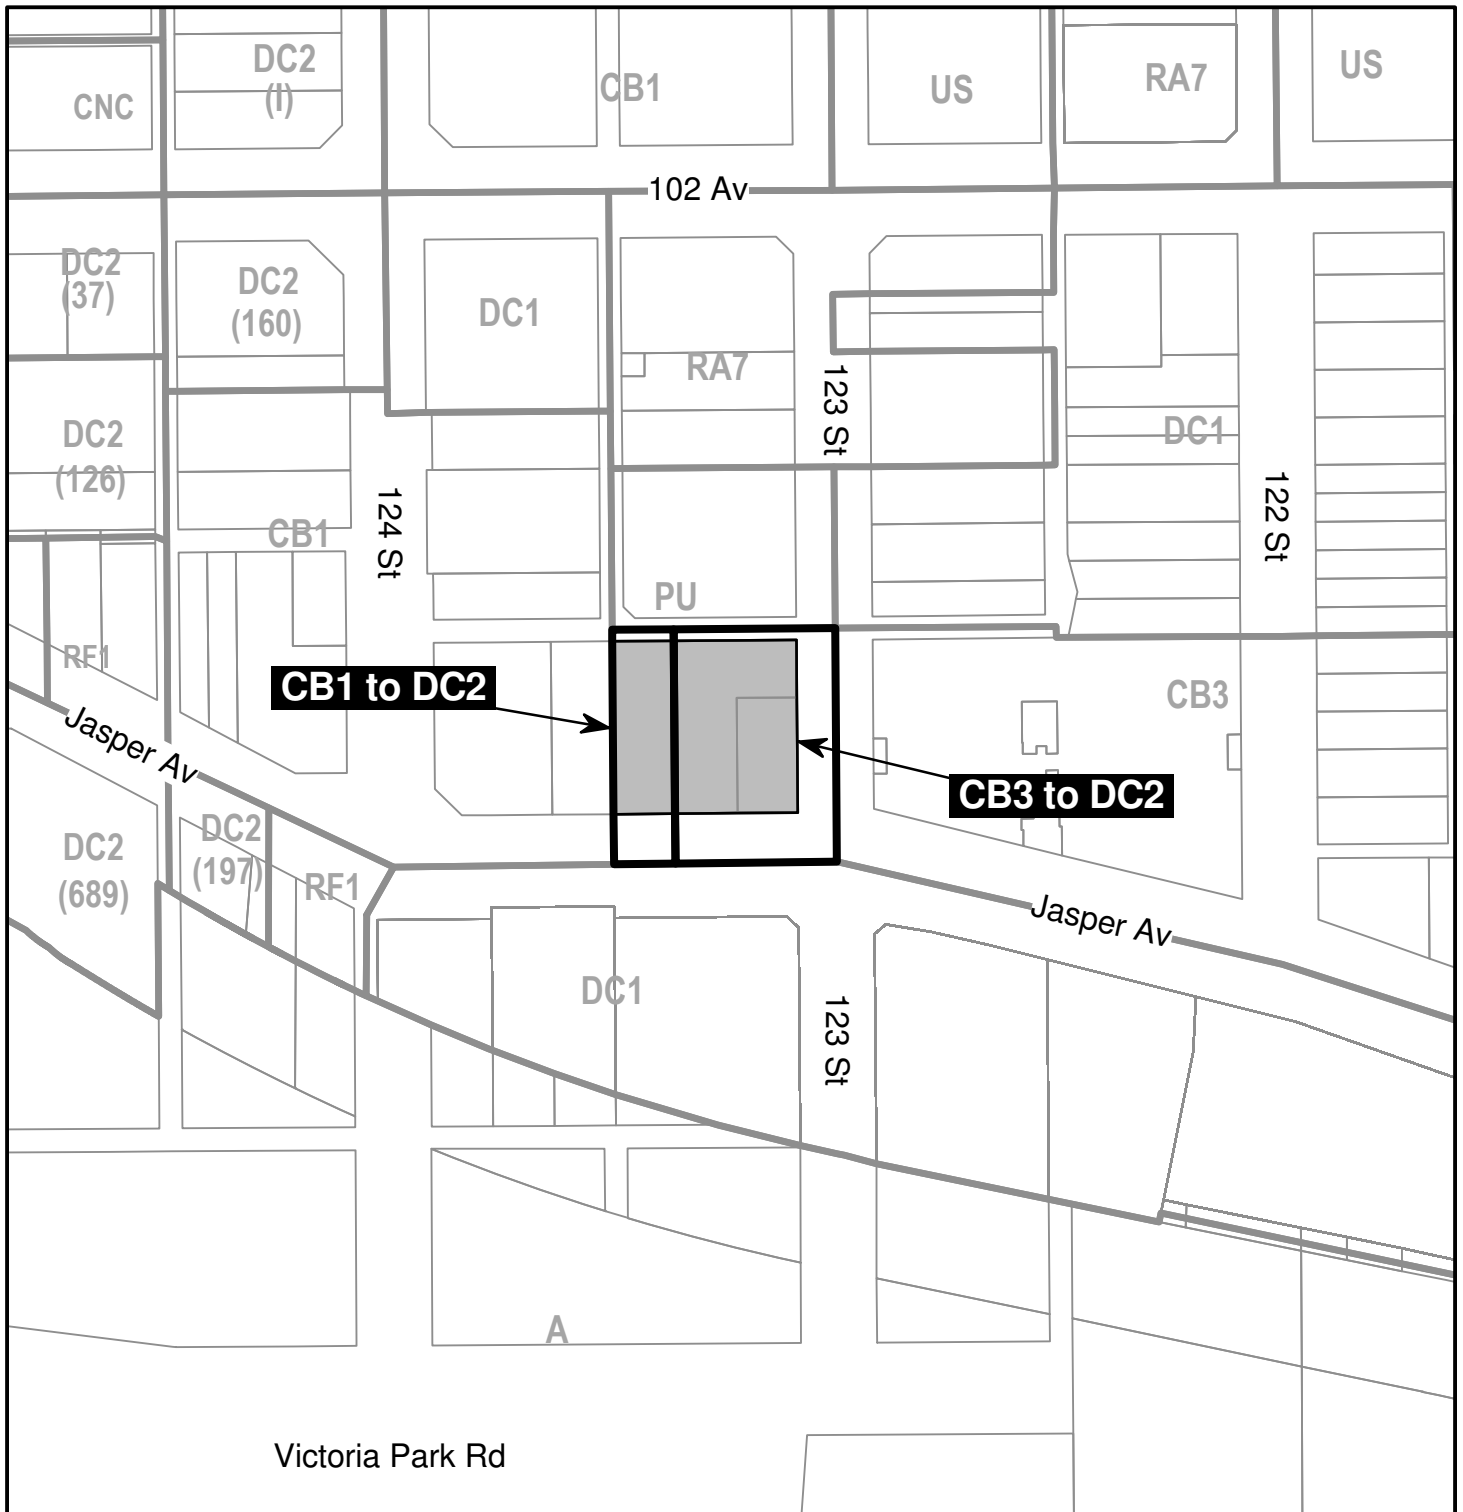 DC2
(I)
CNC
CB1
US
RA7
US
102 Av
DC2
(37)
DC2
(160)
DC1
RA7
123 St
DC2
(126)
DC1
124 St
122 St
CB1
PU
RF1
CB1 to DC2
CB3
Jasper Av
CB3 to DC2
DC2
(689)
DC2
(197)
RF1
Jasper Av
DC1
123 St
A
Victoria Park Rd